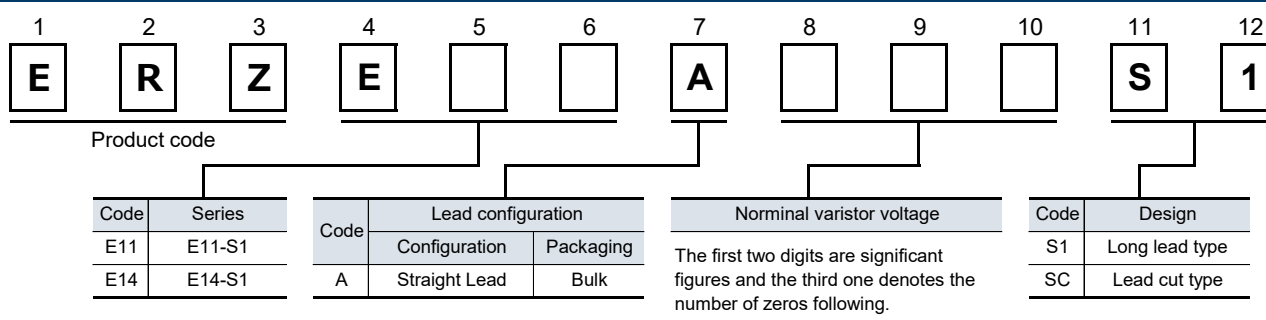 1 2 3 4 5 6 7 8 9 10 11 12
E R Z E A S 1
Product code
Code Series
E11 E11-S1
E14 E14-S1
Code Lead configuration
Configuration Packaging
A Straight Lead Bulk
Norminal varistor voltage
The first two digits are significant
figures and the third one denotes the
number of zeros following.
Code Design
S1 Long lead type
SC Lead cut type